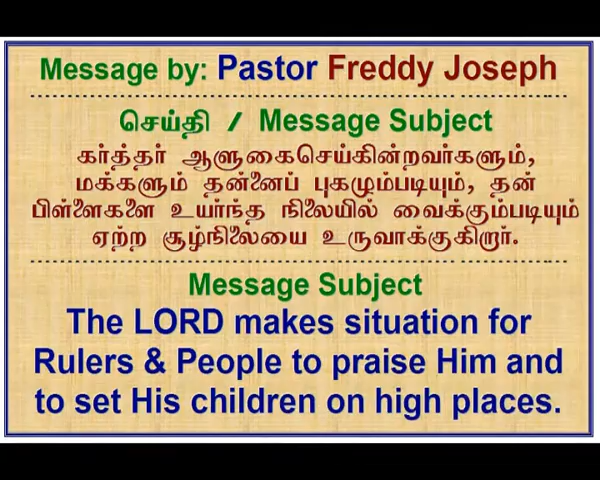 Message by: Pastor Freddy Joseph
செய்தி / Message Subject
கர்த்தர் ஆளுகைசெய்கின்றவர்களும்,
மக்களும் தன்னைப் புகழும்படியும், தன்
பிள்ளைகளை உயர்ந்த நிலையில் வைக்கும்படியும்
ஏற்ற சூழ்நிலையை உருவாக்குகிறார்.
Message Subject
The LORD makes situation for
Rulers & People to praise Him and
to set His children on high places.